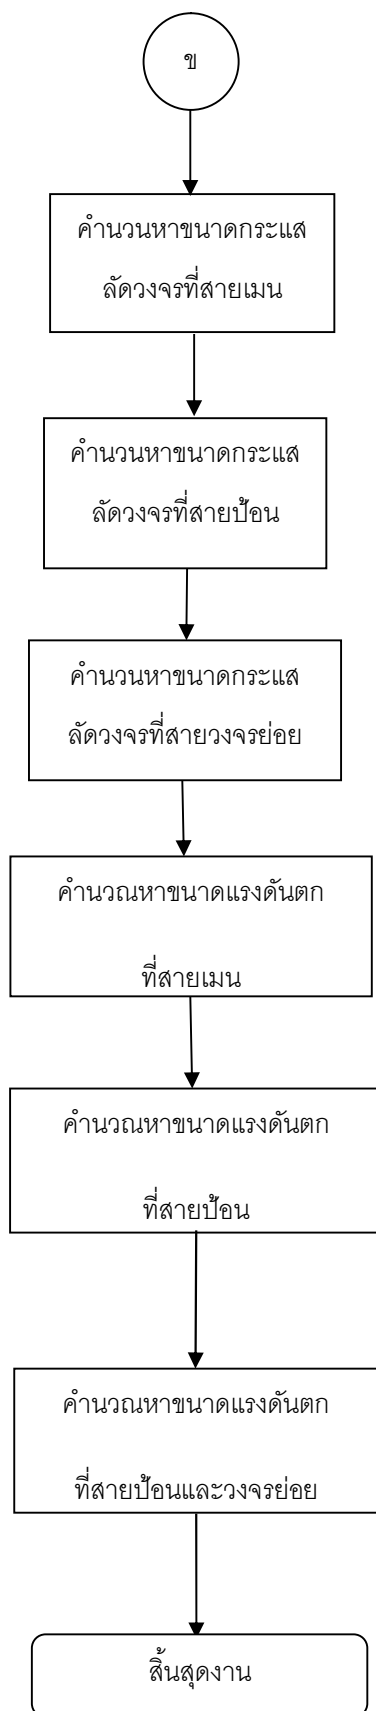 ข
คำนวนหาขนาดกระแส
ลัดวงจรที่สายเมน
คำนวนหาขนาดกระแส
ลัดวงจรที่สายป้อน
คำนวนหาขนาดกระแส
ลัดวงจรที่สายวงจรย่อย
คำนวณหาขนาดแรงดันตก
ที่สายเมน
คำนวณหาขนาดแรงดันตก
ที่สายป้อน
คำนวณหาขนาดแรงดันตก
ที่สายป้อนและวงจรย่อย
สิ้นสุดงาน